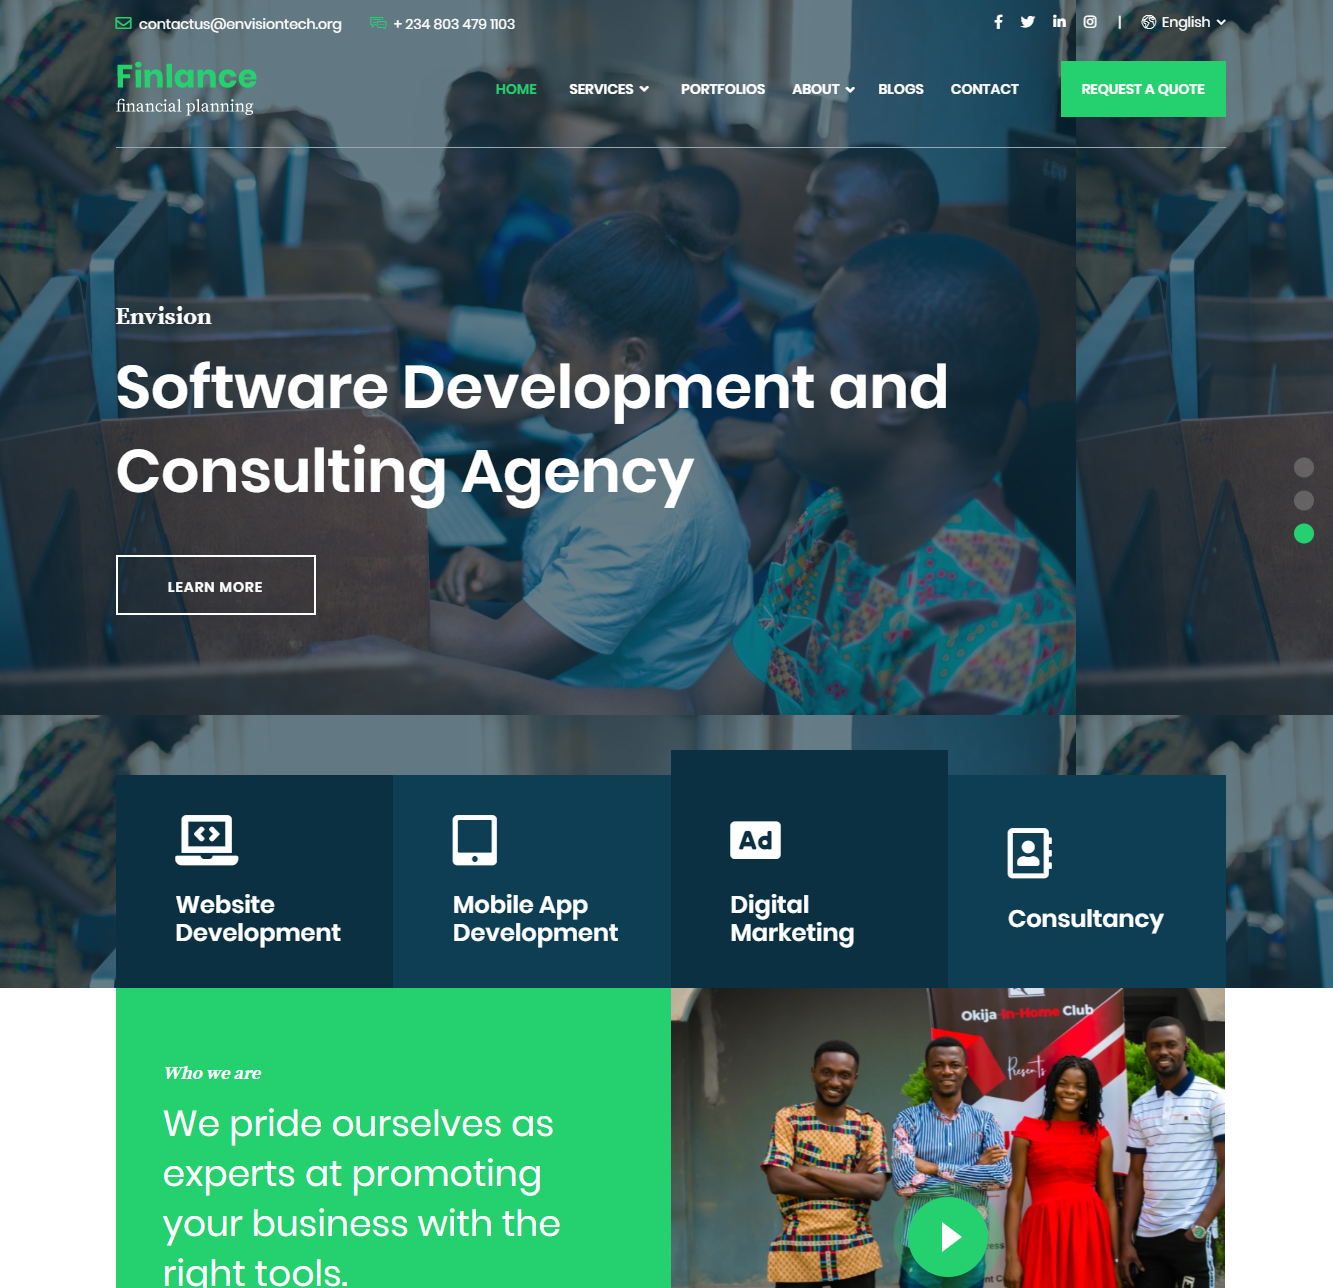 contactus@envisiontech.org
+ 234 803 479 1103
|
English
Finlance
financial planning
HOME
SERVICES
PORTFOLIOS
ABOUT
BLOGS
CONTACT
REQUEST A QUOTE
Envision
Software Development and
Consulting Agency
LEARN MORE
Website
Development
Mobile App
Development
Ad
Digital
Marketing
Consultancy
Who we are
We pride ourselves as
experts at promoting
your business with the
right tools.
Okija In-Home Club
Presents